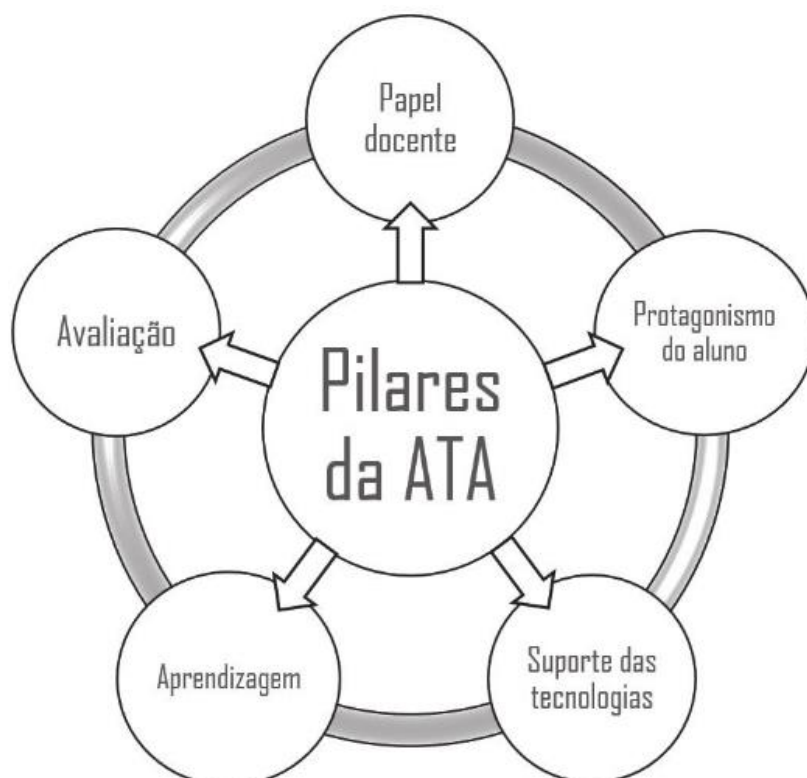 Papel
docente
Protagonismo
do aluno
Avaliação
Pilares
da ATA
Aprendizagem
Suporte das
tecnologias